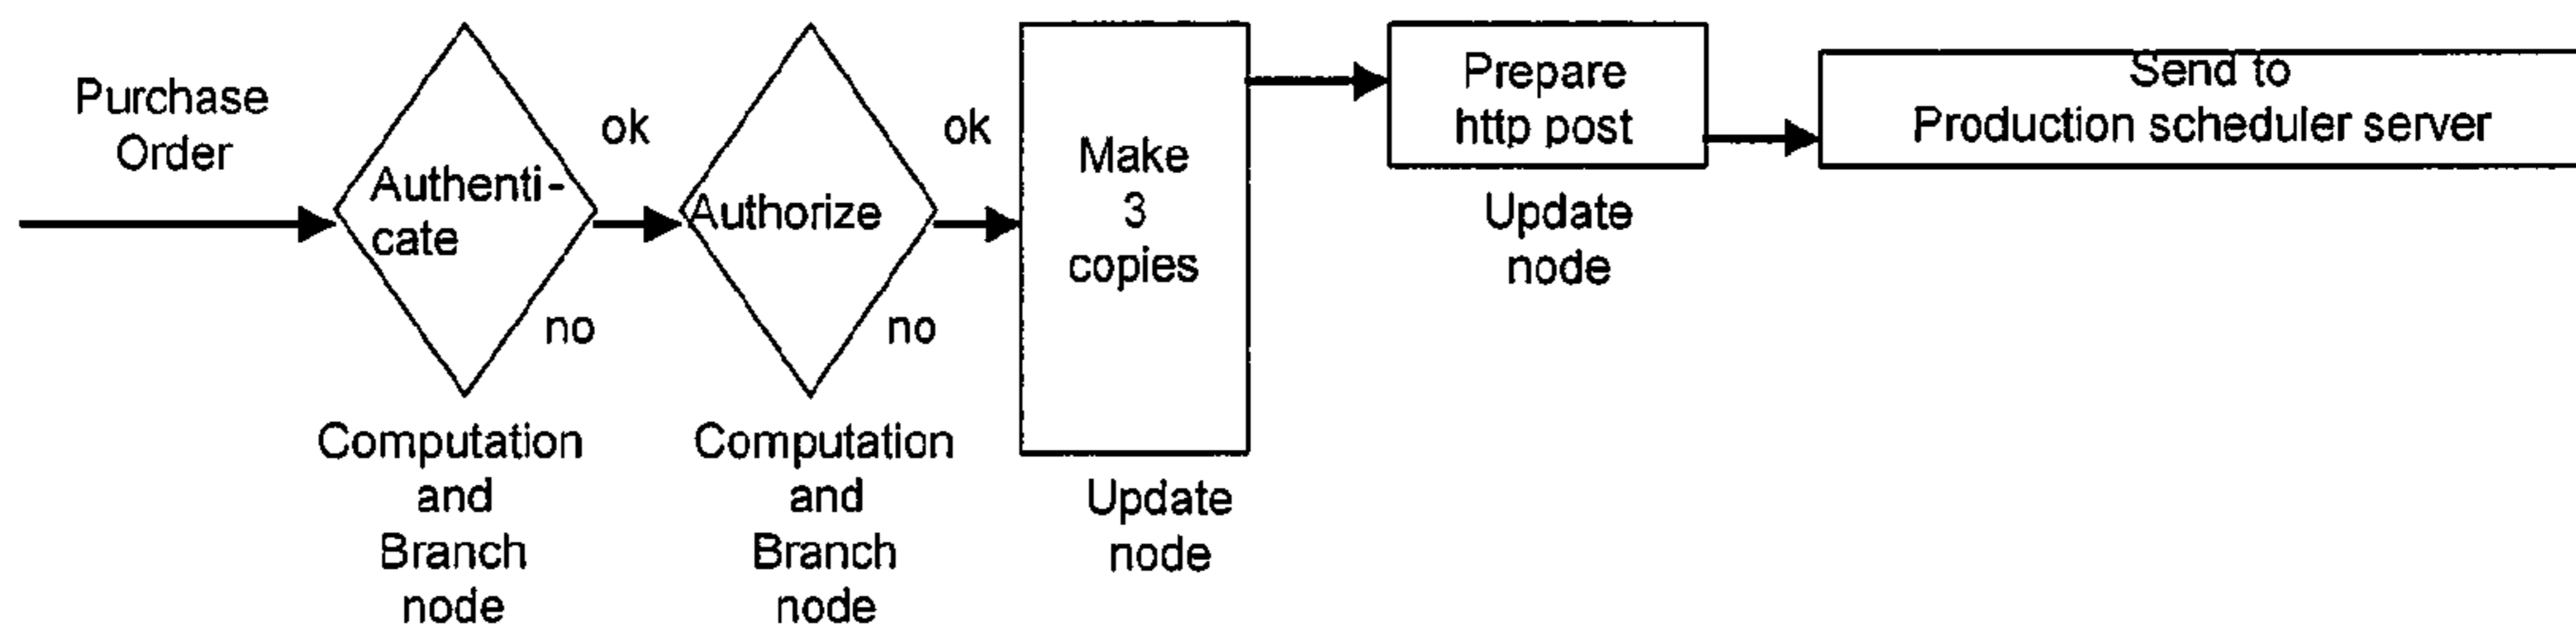 Purchase
Order
Authenti-
cate
ok
no
Computation
and
Branch
node
Authorize
ok
no
Computation
and
Branch
node
Make
3
copies
Update
node
Prepare
http post
Update
node
Send to
Production scheduler server